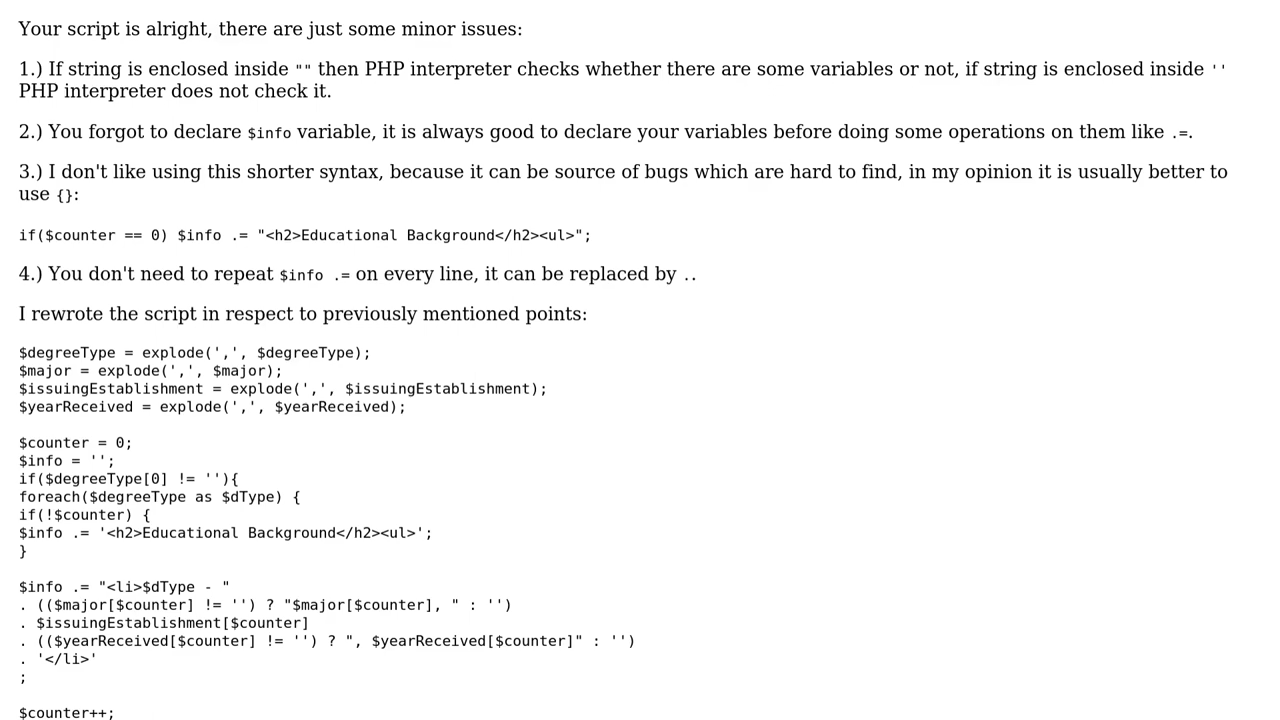 Your script is alright, there are just some minor issues:
1.) If string is enclosed inside "" then PHP interpreter checks whether there are some variables or not, if string is enclosed inside ''
PHP interpreter does not check it.
2.) You forgot to declare $info variable, it is always good to declare your variables before doing some operations on them like .=.
3.) I don't like using this shorter syntax, because it can be source of bugs which are hard to find, in my opinion it is usually better to
use {}:
if($counter == 0) $info .= "<h2>Educational Background</h2><ul>";
4.) You don't need to repeat $info .= on every line, it can be replaced by ..
I rewrote the script in respect to previously mentioned points:
$degreeType = explode(',', $degreeType);
$major = explode(',', $major);
$issuingEstablishment = explode(',', $issuingEstablishment);
$yearReceived = explode(',', $yearReceived);
$counter = 0;
$info = '';
if($degreeType[0] != ''){
foreach($degreeType as $dType) {
if(!$counter) {
$info .= '<h2>Educational Background</h2><ul>';
}
$info .= "<li>$dType - "
. (($major[$counter] != '') ? "$major[$counter], " : '')
. $issuingEstablishment[$counter]
. (($yearReceived[$counter] != '') ? ", $yearReceived[$counter]" : '')
. '</li>'
;
$counter++;